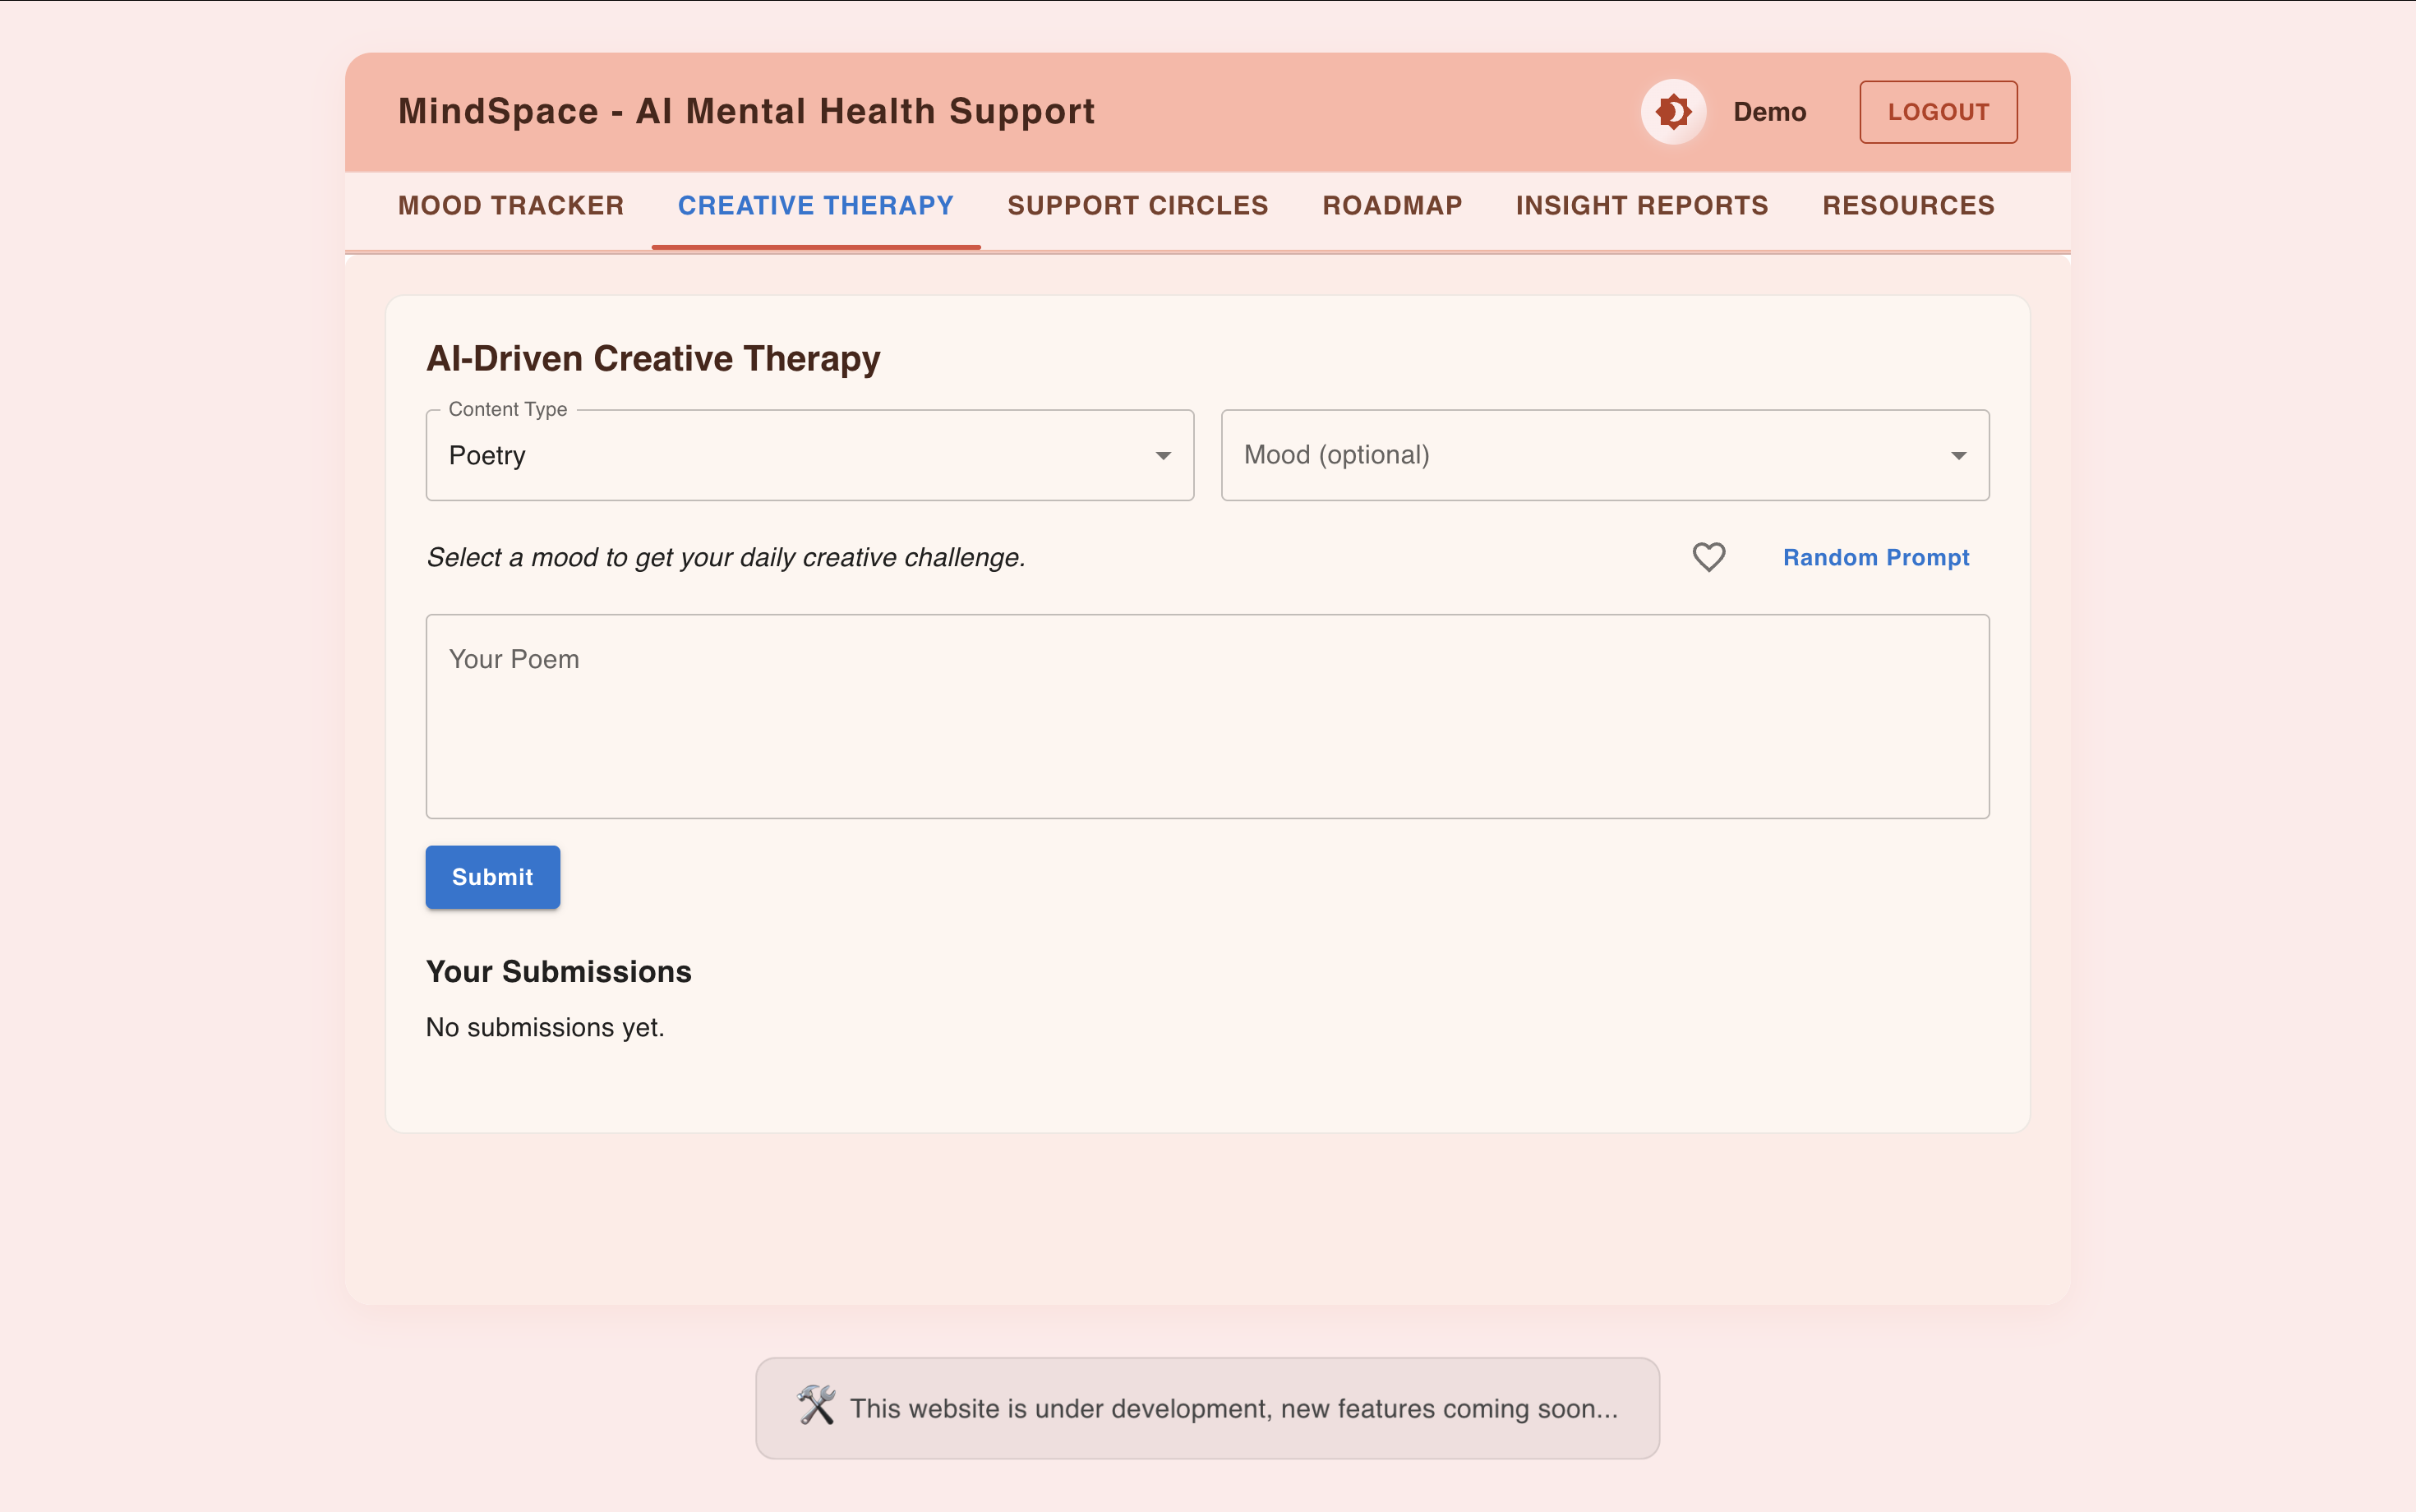 MindSpace - AI Mental Health Support
Demo
LOGOUT
MOOD TRACKER
CREATIVE THERAPY
SUPPORT CIRCLES
ROADMAP
INSIGHT REPORTS
RESOURCES
AI-Driven Creative Therapy
Content Type
Poetry
Mood (optional)
Select a mood to get your daily creative challenge.
Random Prompt
Your Poem
Submit
Your Submissions
No submissions yet.
This website is under development, new features coming soon...